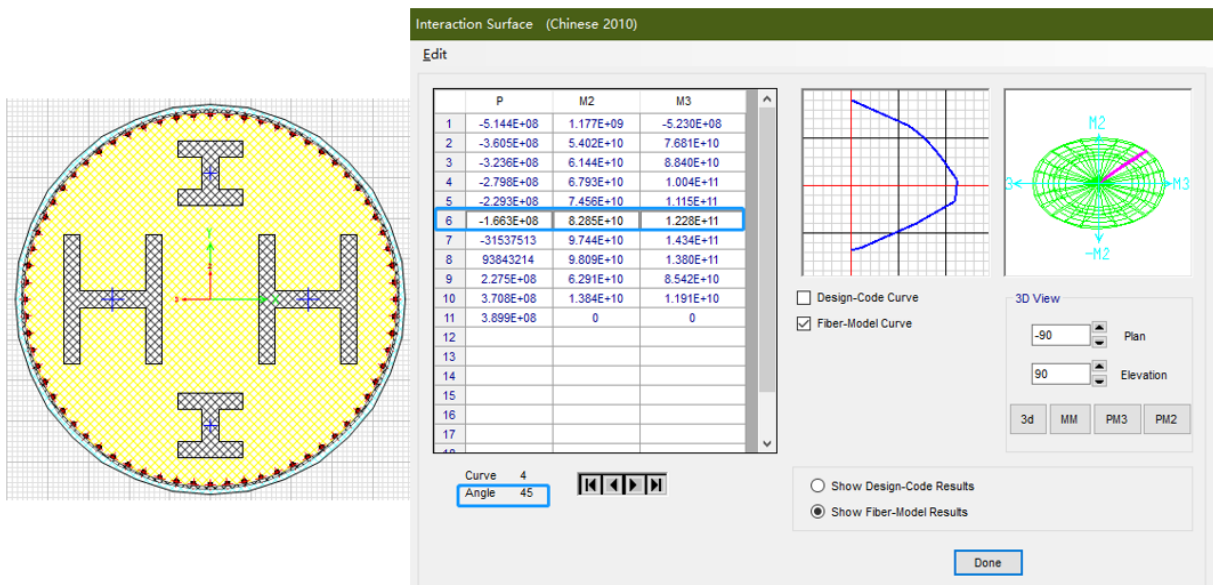 Interaction Surface (Chinese 2010)
Edit
P M2 M3
1 -5.144E+08 1.177E+09 -5.230E+08
2 -3.605E+08 5.402E+10 7.681E+10
3 -3.236E+08 6.144E+10 8.840E+10
4 -2.798E+08 6.793E+10 1.004E+11
5 -2.293E+08 7.456E+10 1.115E+11
6 -1.663E+08 8.285E+10 1.228E+11
7 -31537513 9.744E+10 1.434E+11
8 93843214 9.809E+10 1.380E+11
9 2.275E+08 6.291E+10 8.542E+10
10 3.708E+08 1.384E+10 1.191E+10
11 3.899E+08 0 0
12
13
14
15
16
17
Curve 4
Angle 45
M2
3 M3
-M2
Design-Code Curve
Fiber-Model Curve
3D View
-90 Plan
90 Elevation
3d MM PM3 PM2
Show Design-Code Results
Show Fiber-Model Results
Done